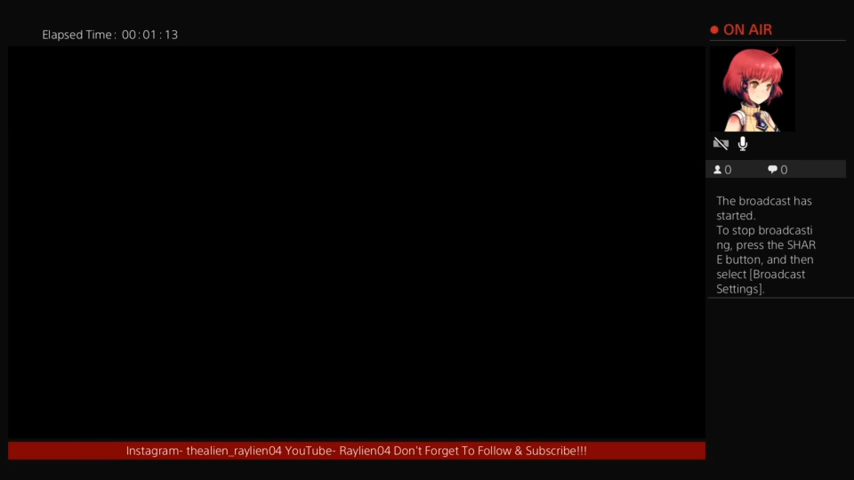 Elapsed Time: 00:01:13
ON AIR
0 0
The broadcast has
started.
To stop broadcasti
ng, press the SHAR
E button, and then
select [Broadcast
Settings].
Instagram- thealien_raylien04 YouTube- Raylien04 Don't Forget To Follow & Subscribe!!!